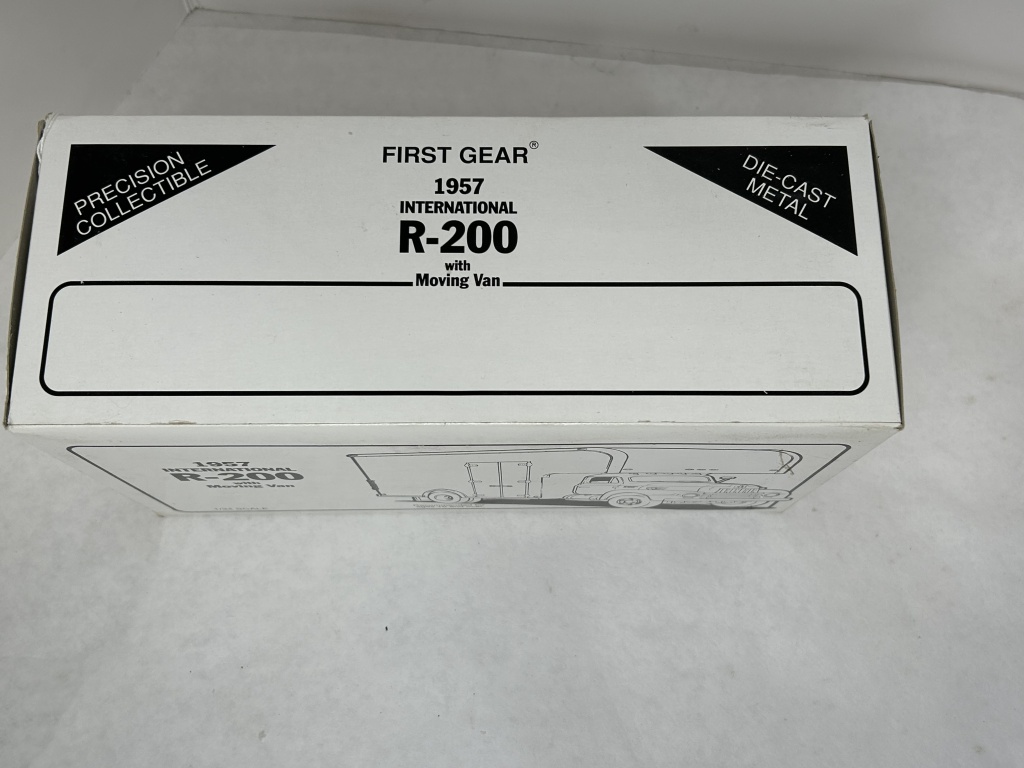 PRECISION
COLLECTIBLE
FIRST GEAR®
1957
INTERNATIONAL
R-200
with
Moving Van
DIE-CAST
METAL
1957
INTERNATIONAL
R-200
with
Moving Van